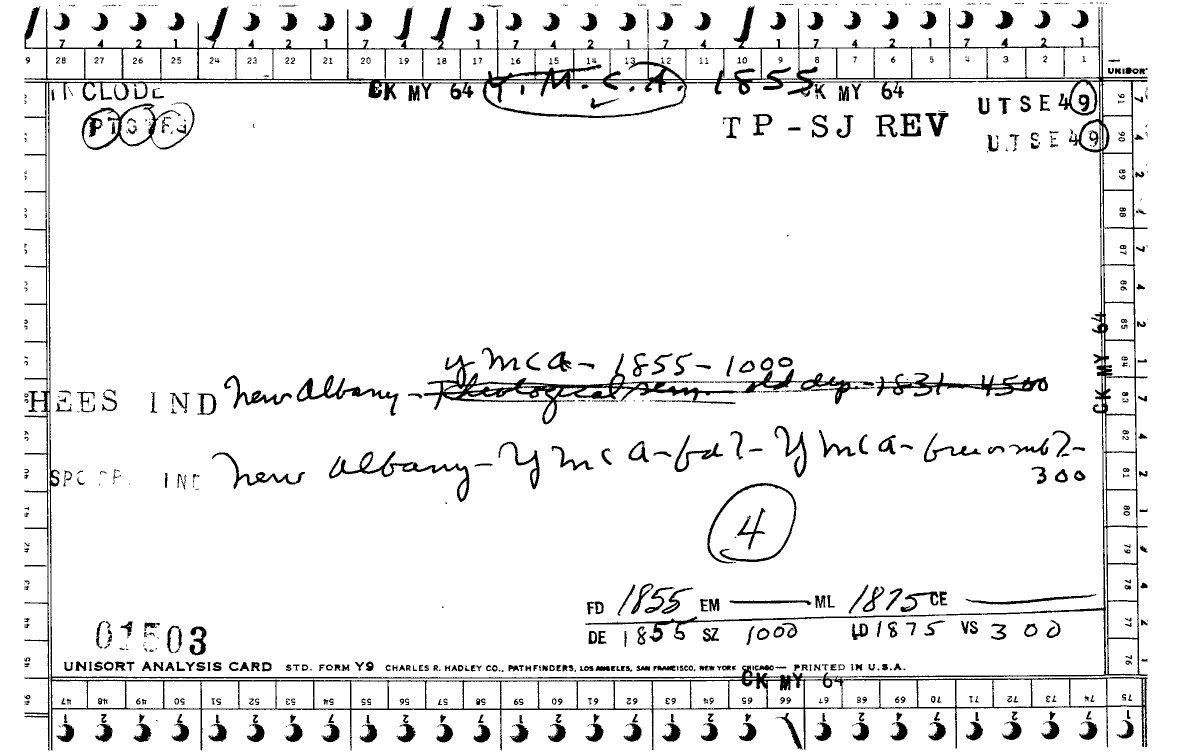 7 4 2 1 7 4 2 1 7 4 2 1 7 4 2 1 7 4 2 1 7 4 2 1 7 4 2 1
28 27 26 25 24 23 22 21 20 19 18 17 16 15 14 13 12 11 10 9 8 7 6 5 4 3 2 1
UNISORT
INCLUDE
CK MY 64 Y.M.C.A. 1855 CK MY 64
UTSE49
PTGTRG
TP-SJ REV
UTSE49
YMCA - 1855 - 1000
HEES IND New Albany - Theological sem old dep - 1831 - 4500
SPC IND New Albany - YMCA - fd? - YMCA - free or sub? -
300
4
CK MY 64
FD 1855 EM — ML 1875 CE —
DE 1855 SZ 1000 LD 1875 VS 300
01503
UNISORT ANALYSIS CARD STD. FORM Y9 CHARLES R. HADLEY CO., PATHFINDERS, LOS ANGELES, SAN FRANCISCO, NEW YORK CHICAGO — PRINTED IN U.S.A.
CK MY 64
47 48 49 50 51 52 53 54 55 56 57 58 59 60 61 62 63 64 65 66 67 68 69 70 71 72 73 74 75
91 90 89 88 87 86 85 84 83 82 81 80 79 78 77 76